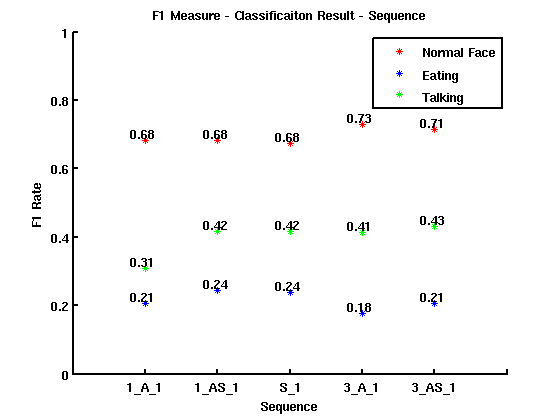 F1 Measure - Classificaiton Result - Sequence
1
Normal Face
Eating
Talking
0.8
0.73
0.71
0.68
0.68
0.68
0.6
F1 Rate
0.42
0.42
0.41
0.43
0.4
0.31
0.24
0.24
0.21
0.18
0.21
0.2
0
1_A_1
1_AS_1
S_1
3_A_1
3_AS_1
Sequence